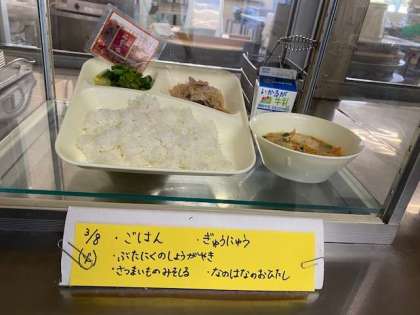 いかるが
牛乳
3/8 ・ごはん ・ぎゅうにゅう
・ぶたにくのしょうがやき
・さつまいものみそしる ・なのはなのおひたし